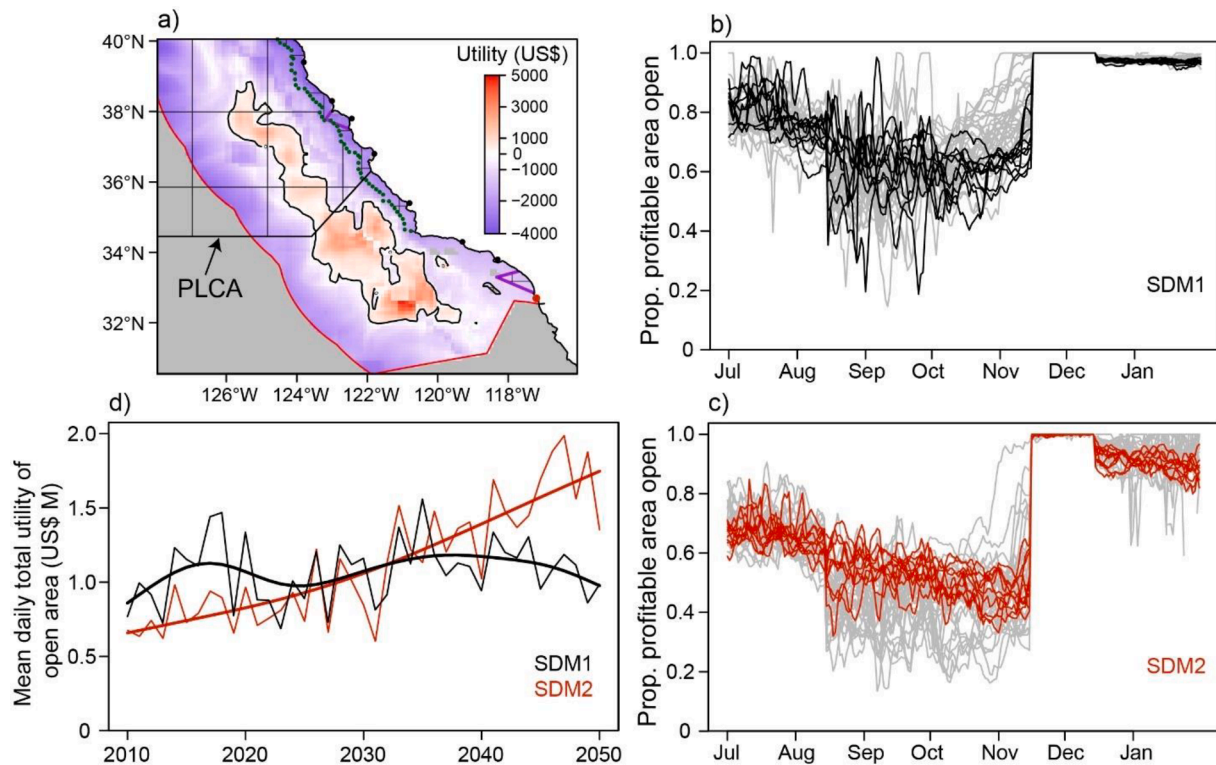 a)
40°N
38°N
36°N
34°N
32°N
Utility (US$)
5000
3000
1000
0
−1000
−2000
−4000
PLCA
126°W
124°W
122°W
120°W
118°W
b)
Prop. profitable area open
1.0
0.8
0.6
0.4
0.2
0
SDM1
Jul
Aug
Sep
Oct
Nov
Dec
Jan
d)
Mean daily total utility of
open area (US$ M)
2.0
1.5
1.0
0.5
0
SDM1
SDM2
2010
2020
2030
2040
2050
c)
Prop. profitable area open
1.0
0.8
0.6
0.4
0.2
0
SDM2
Jul
Aug
Sep
Oct
Nov
Dec
Jan